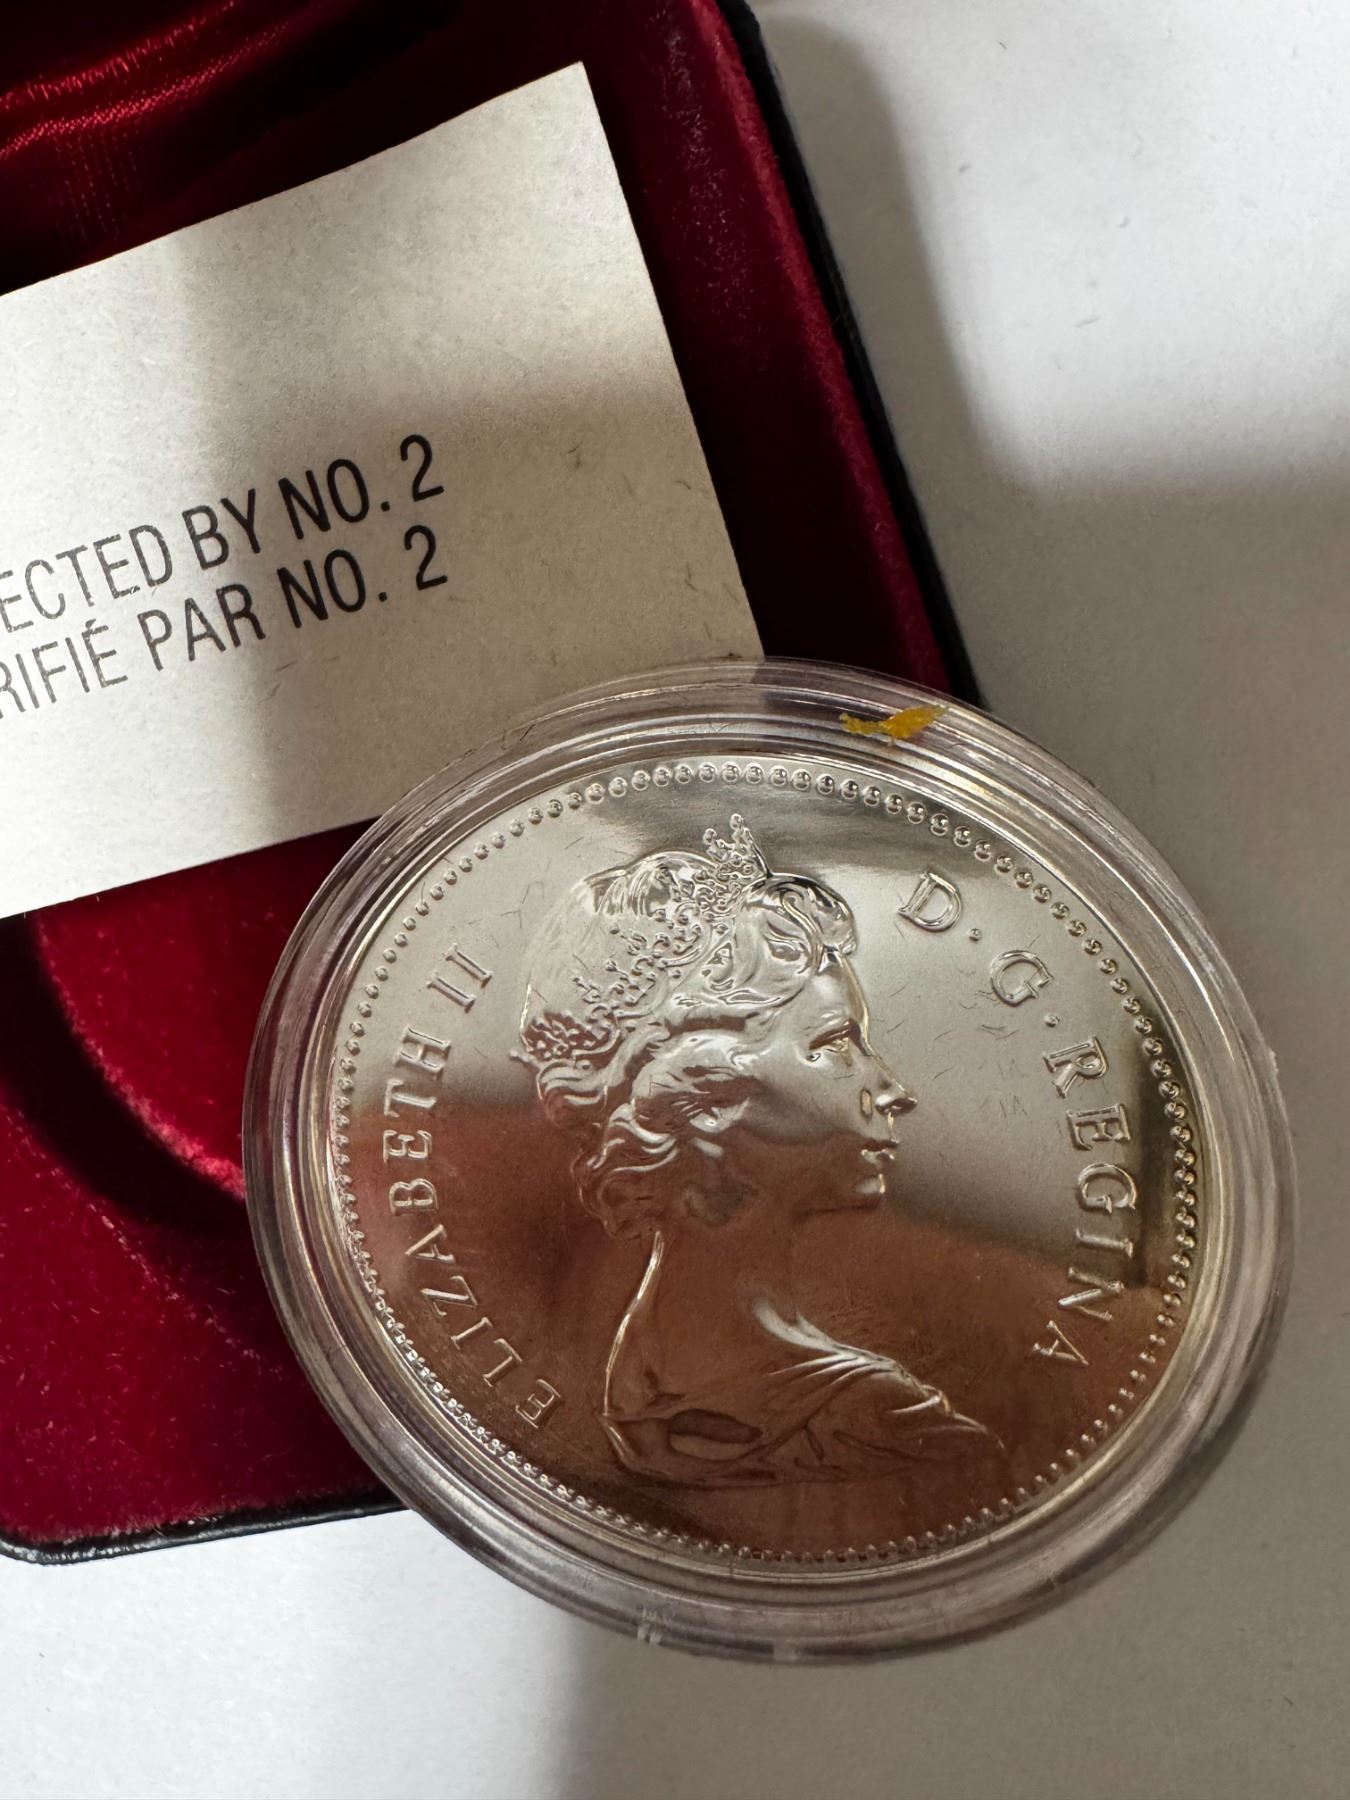 ECTED BY NO. 2
RIFIÉ PAR NO. 2
ELIZABETH II D·G·REGINA